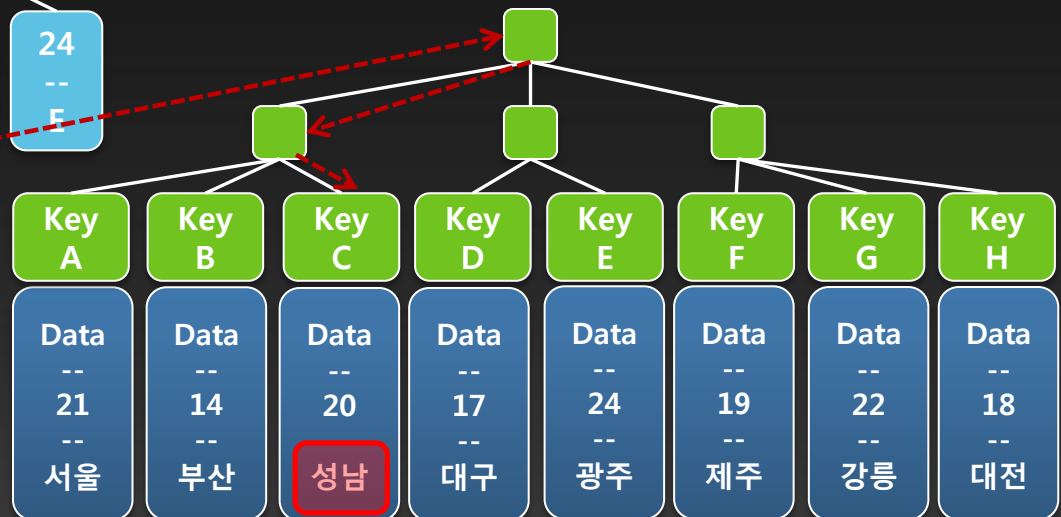 24
--
E
Key
A
Key
B
Key
C
Key
D
Key
E
Key
F
Key
G
Key
H
Data
--
21
--
서울
Data
--
14
--
부산
Data
--
20
--
성남
Data
--
17
--
대구
Data
--
24
--
광주
Data
--
19
--
제주
Data
--
22
--
강릉
Data
--
18
--
대전